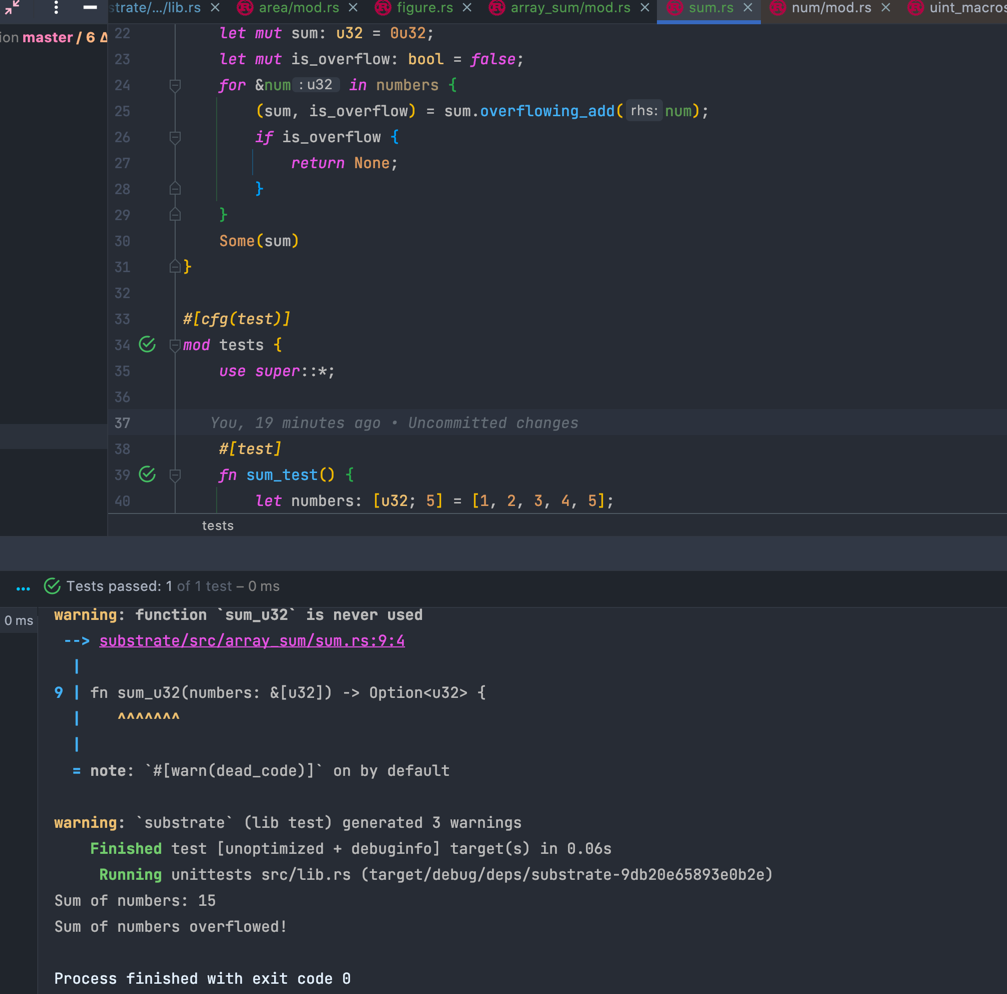 strate/.../lib.rs × area/mod.rs × figure.rs × array_sum/mod.rs × sum.rs × num/mod.rs × uint_macros
ion master / 6 Δ
22 let mut sum: u32 = 0u32;
23 let mut is_overflow: bool = false;
24 for &num : u32 in numbers {
25 (sum, is_overflow) = sum.overflowing_add( rhs: num);
26 if is_overflow {
27 return None;
28 }
29 }
30 Some(sum)
31 }
32
33 #[cfg(test)]
34 mod tests {
35 use super::*;
36
37 You, 19 minutes ago • Uncommitted changes
38 #[test]
39 fn sum_test() {
40 let numbers: [u32; 5] = [1, 2, 3, 4, 5];
tests
... Tests passed: 1 of 1 test – 0 ms
0 ms
warning: function `sum_u32` is never used
--> substrate/src/array_sum/sum.rs:9:4
|
9 | fn sum_u32(numbers: &[u32]) -> Option<u32> {
| ^^^^^^^
|
= note: `#[warn(dead_code)]` on by default
warning: `substrate` (lib test) generated 3 warnings
Finished test [unoptimized + debuginfo] target(s) in 0.06s
Running unittests src/lib.rs (target/debug/deps/substrate-9db20e65893e0b2e)
Sum of numbers: 15
Sum of numbers overflowed!
Process finished with exit code 0